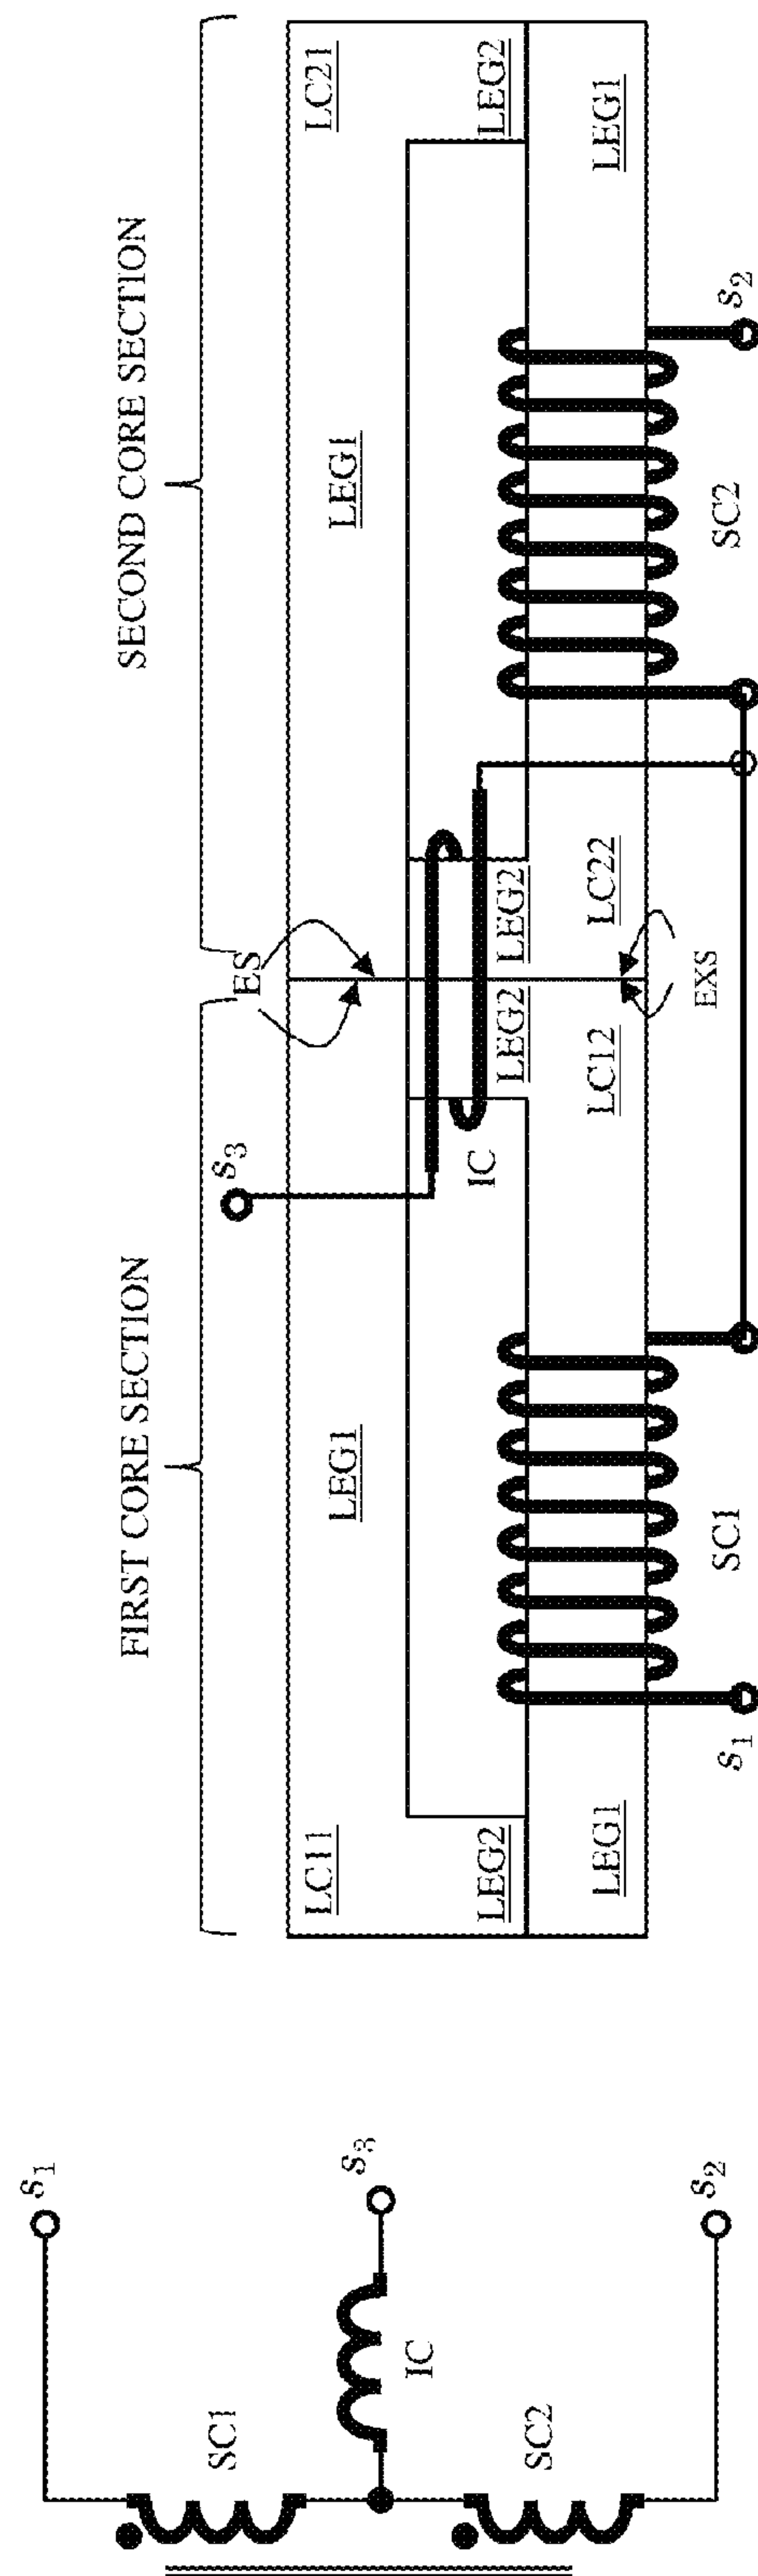 FIRST CORE SECTION
SECOND CORE SECTION
s3
ES
LC11
LEG1
LEG1
LC21
LEG2
IC
LEG2
LEG2
LEG2
LEG1
LC12
LC22
LEG1
s1
SC1
EXS
SC2
s2
s1
SC1
s3
IC
SC2
s2